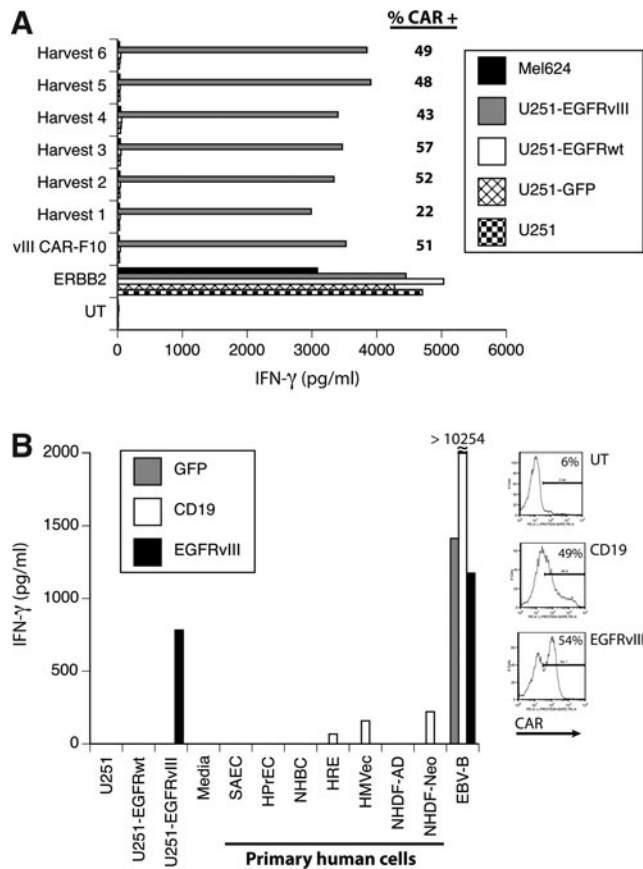 A
% CAR +
Harvest 6
49
Harvest 5
48
Harvest 4
43
Harvest 3
57
Harvest 2
52
Harvest 1
22
vIII CAR-F10
51
ERBB2
UT
0 1000 2000 3000 4000 5000 6000
IFN-γ (pg/ml)
Mel624
U251-EGFRvIII
U251-EGFRwt
U251-GFP
U251
B
2000
1500
1000
500
0
IFN-γ (pg/ml)
GFP
CD19
EGFRvIII
> 10254
U251
U251-EGFRwt
U251-EGFRVIII
Media
SAEC
HPrEC
NHBC
HRE
HMVec
NHDF-AD
NHDF-Neo
EBV-B
Primary human cells
6%
UT
49%
CD19
54%
EGFRvIII
CAR